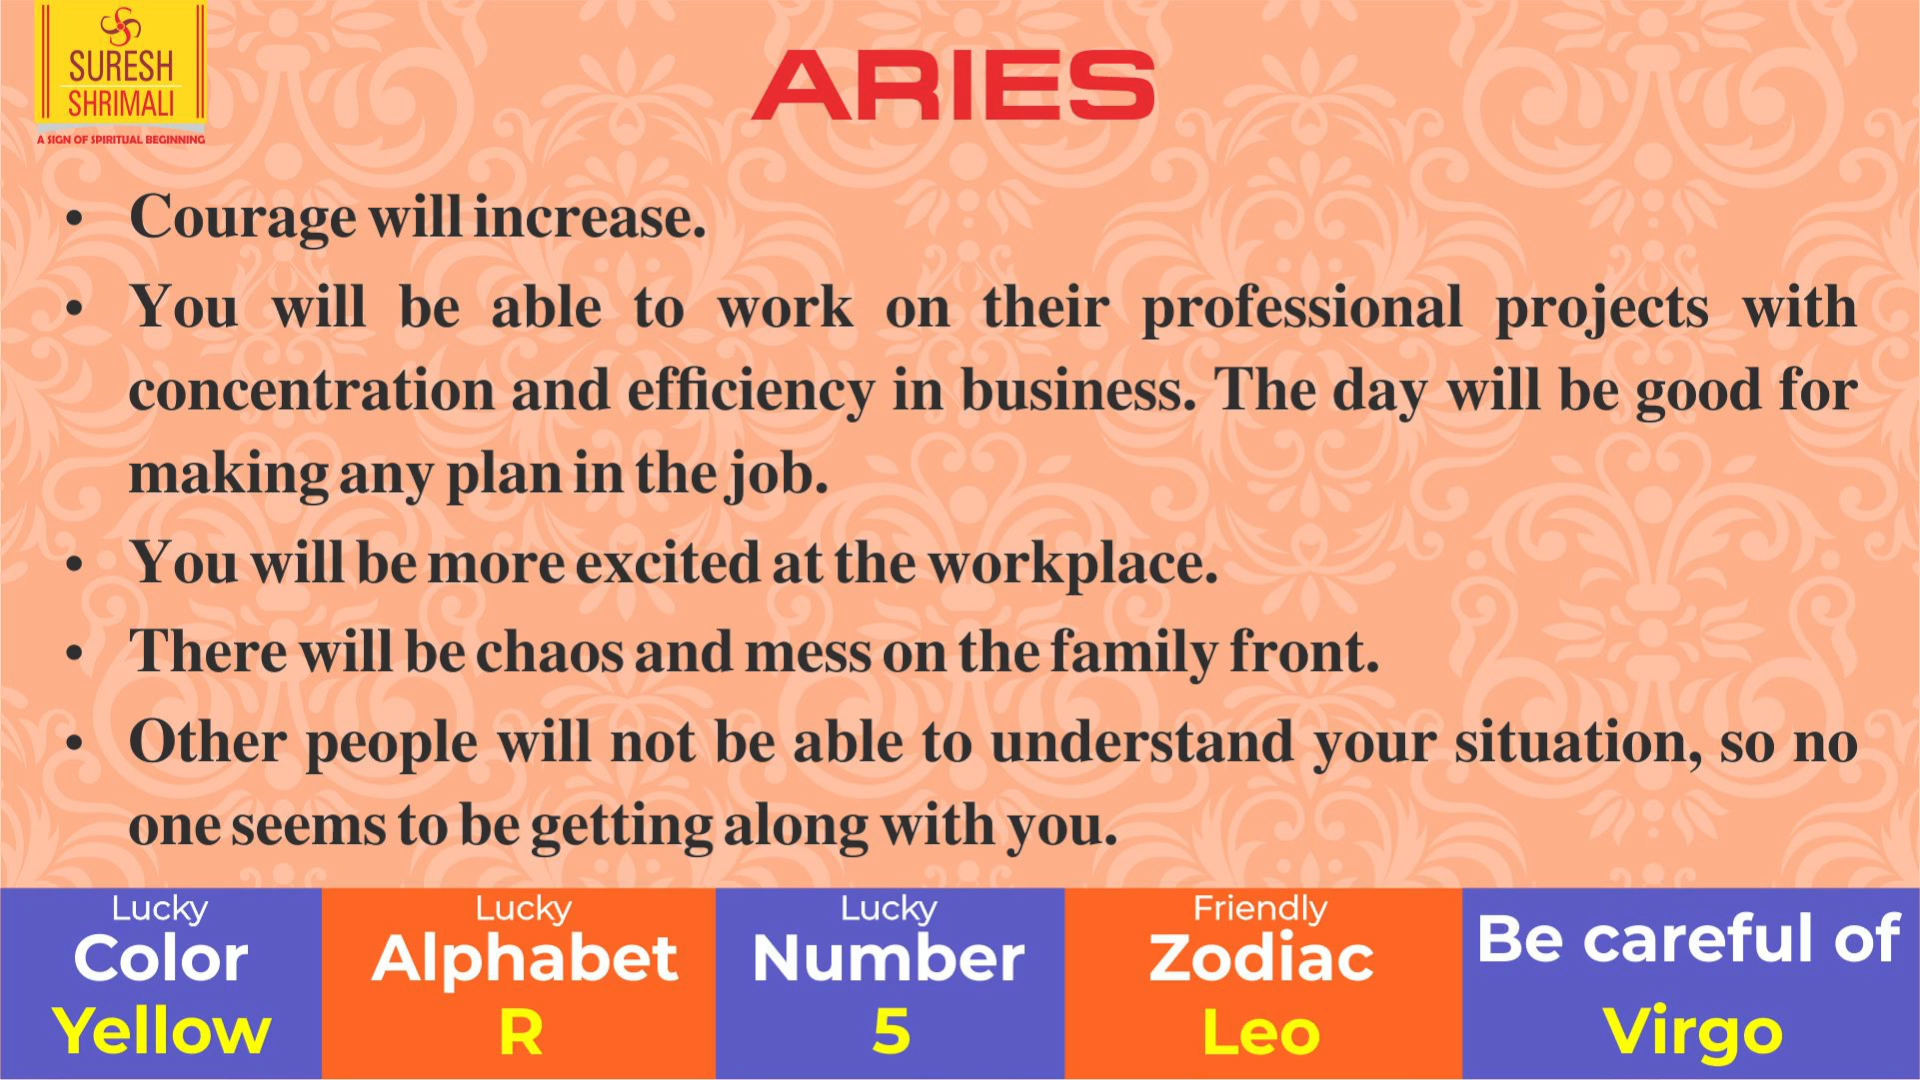 SURESH
SHRIMALI
A SIGN OF SPIRITUAL BEGINNING
ARIES
• Courage will increase.
• You will be able to work on their professional projects with
concentration and efficiency in business. The day will be good for
making any plan in the job.
• You will be more excited at the workplace.
• There will be chaos and mess on the family front.
• Other people will not be able to understand your situation, so no
one seems to be getting along with you.
Lucky
Color
Yellow
Lucky
Alphabet
R
Lucky
Number
5
Friendly
Zodiac
Leo
Be careful of
Virgo